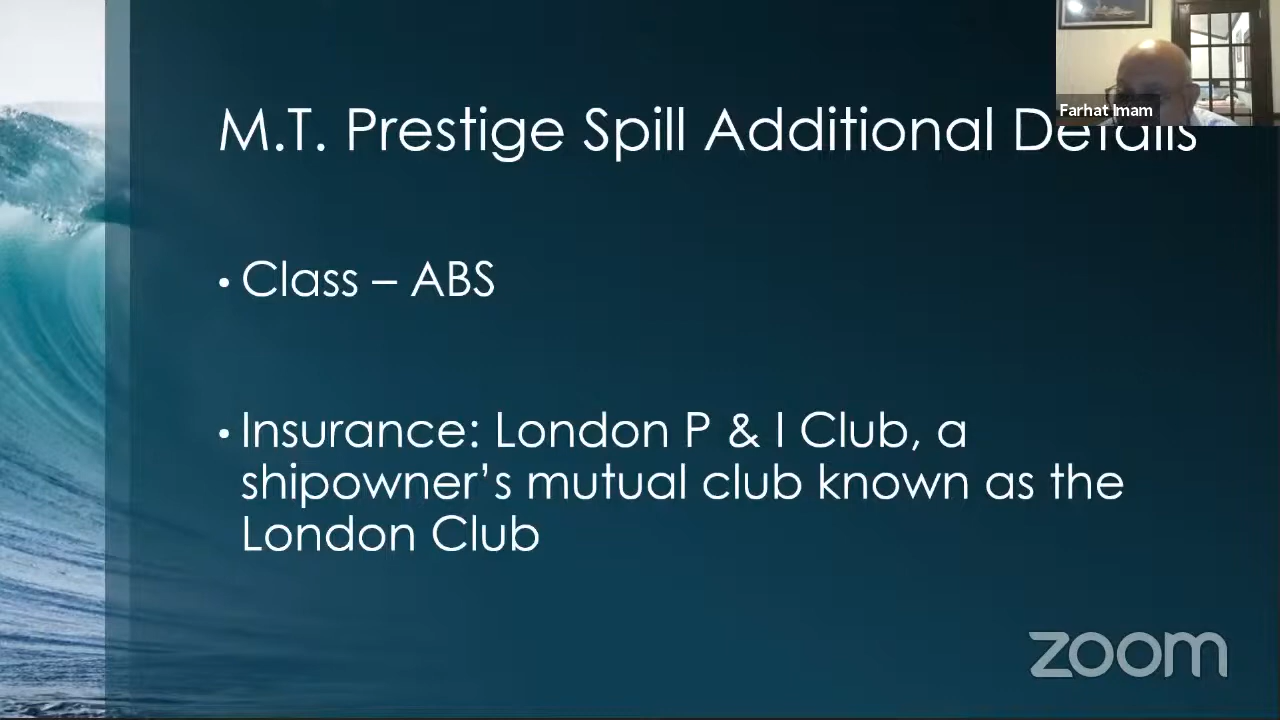 M.T. Prestige Spill Additional Details
Farhat Imam
• Class – ABS
• Insurance: London P & I Club, a
shipowner’s mutual club known as the
London Club
zoom